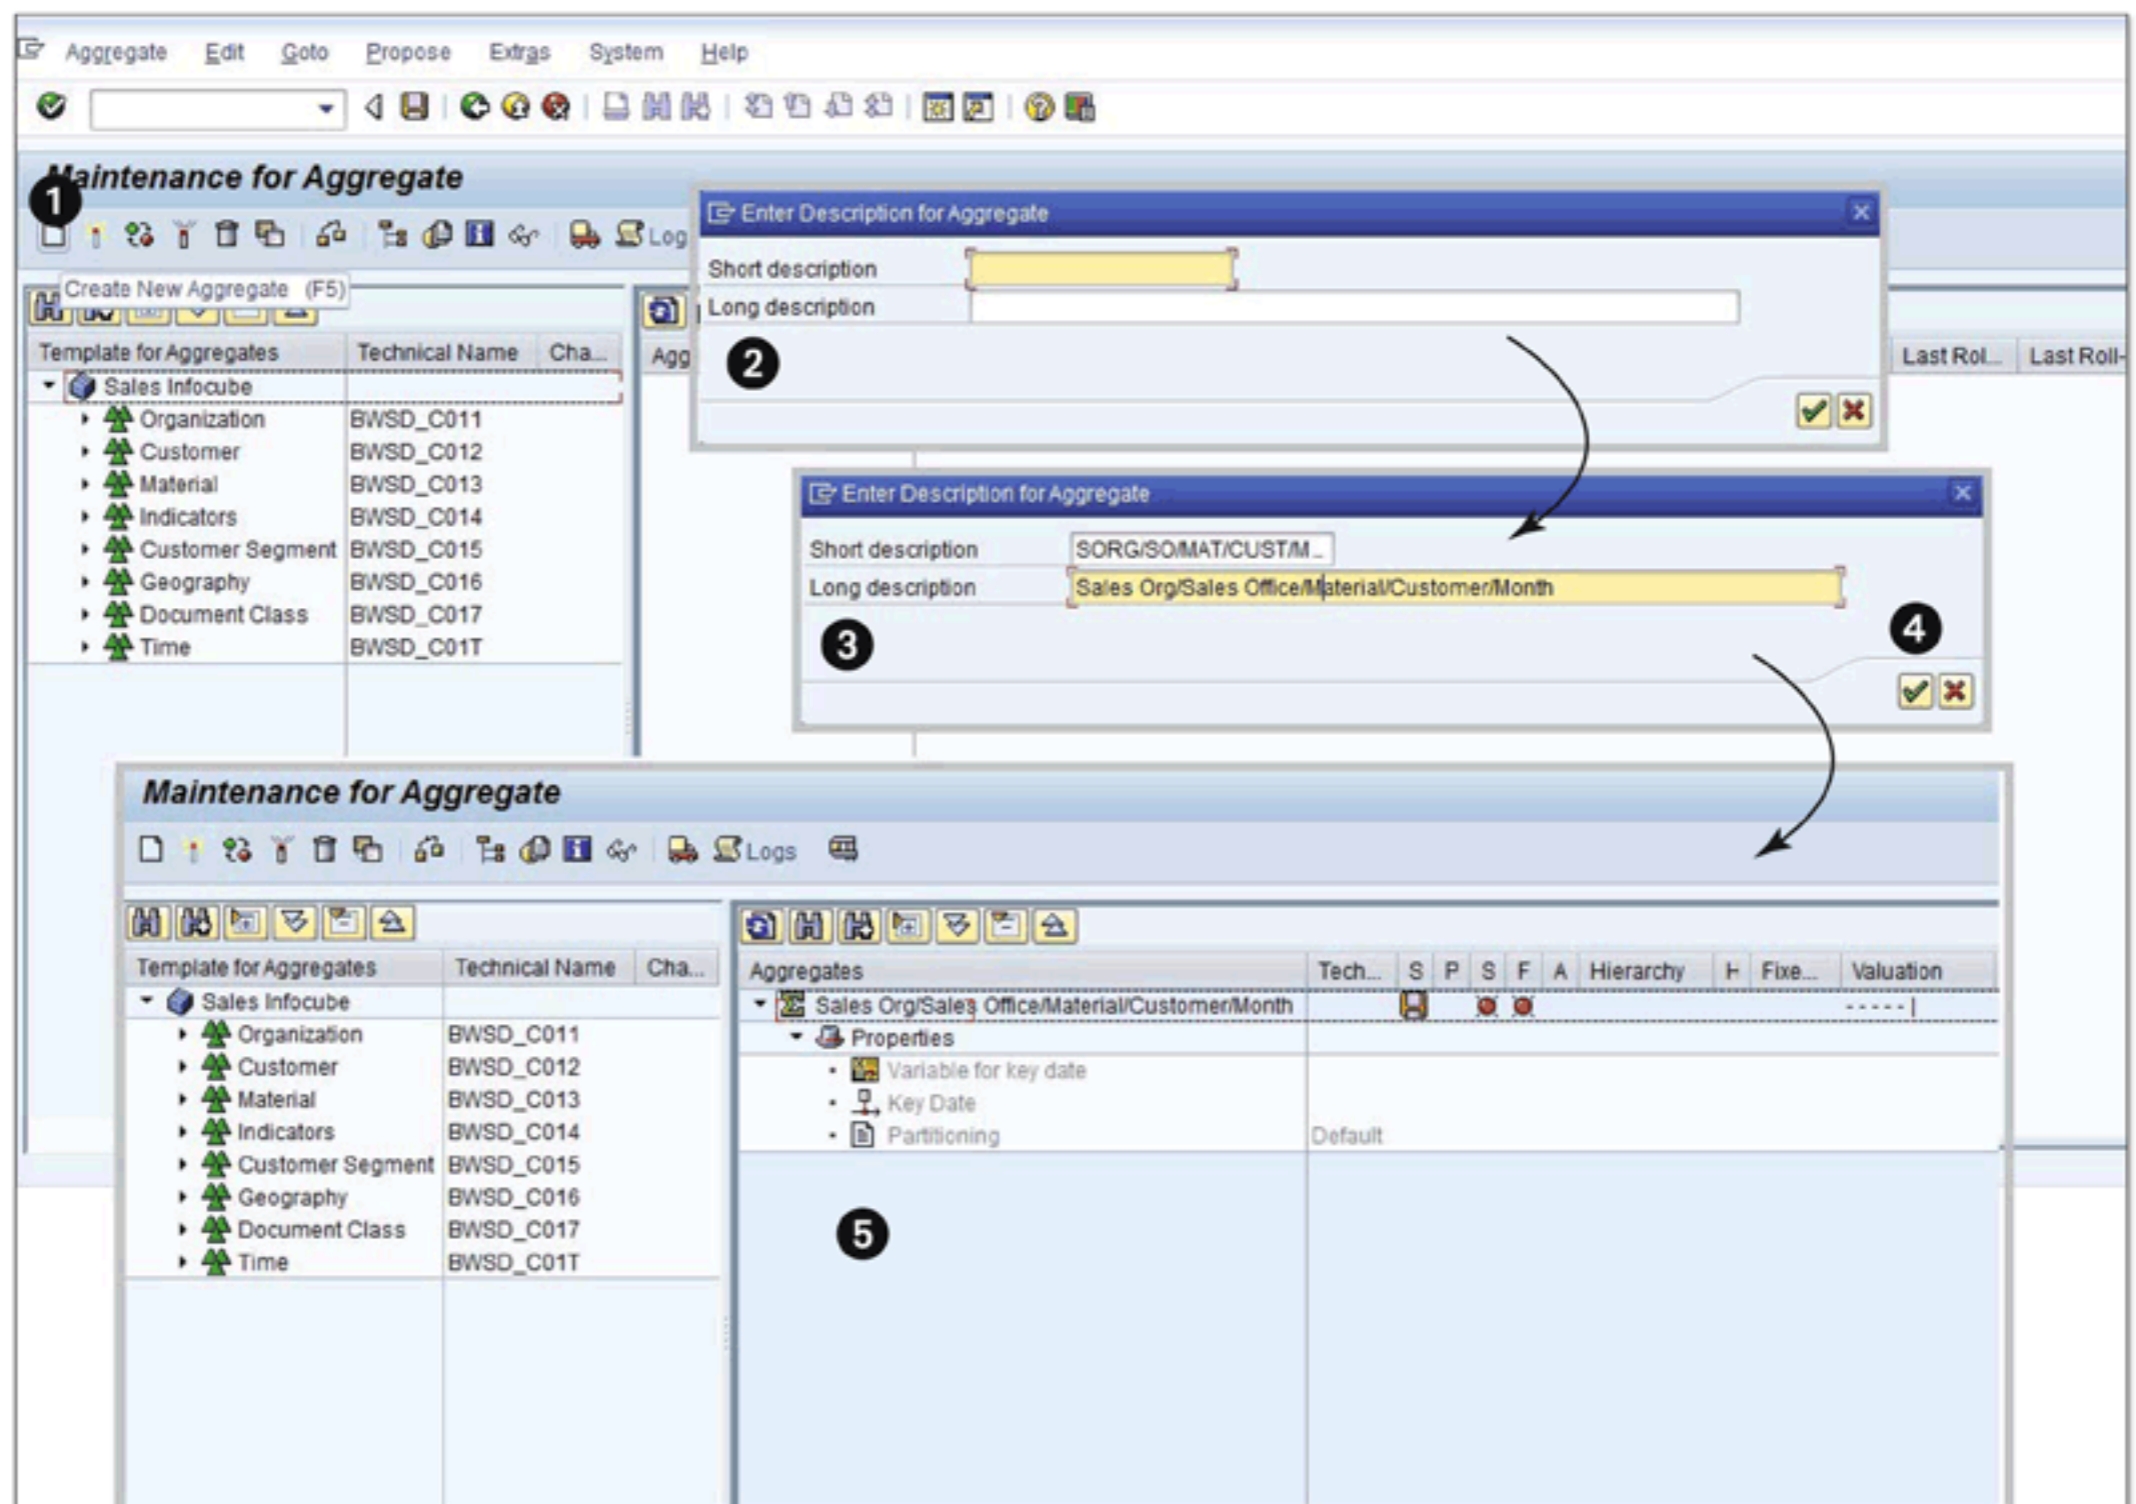 Aggregate Edit Goto Propose Extras System Help
Maintenance for Aggregate
1
Log
Create New Aggregate (F5)
Template for Aggregates Technical Name Cha...
Sales Infocube
Organization BWSD_C011
Customer BWSD_C012
Material BWSD_C013
Indicators BWSD_C014
Customer Segment BWSD_C015
Geography BWSD_C016
Document Class BWSD_C017
Time BWSD_C01T
Agg
Last Rol... Last Roll-
Enter Description for Aggregate
Short description
Long description
2
Enter Description for Aggregate
Short description SORG/SO/MAT/CUST/M...
Long description Sales Org/Sales Office/Material/Customer/Month
3
4
Maintenance for Aggregate
Logs
Template for Aggregates Technical Name Cha...
Sales Infocube
Organization BWSD_C011
Customer BWSD_C012
Material BWSD_C013
Indicators BWSD_C014
Customer Segment BWSD_C015
Geography BWSD_C016
Document Class BWSD_C017
Time BWSD_C01T
Aggregates Tech... S P S F A Hierarchy H Fixe... Valuation
Sales Org/Sales Office/Material/Customer/Month -----|
Properties
Variable for key date
Key Date
Partitioning Default
5